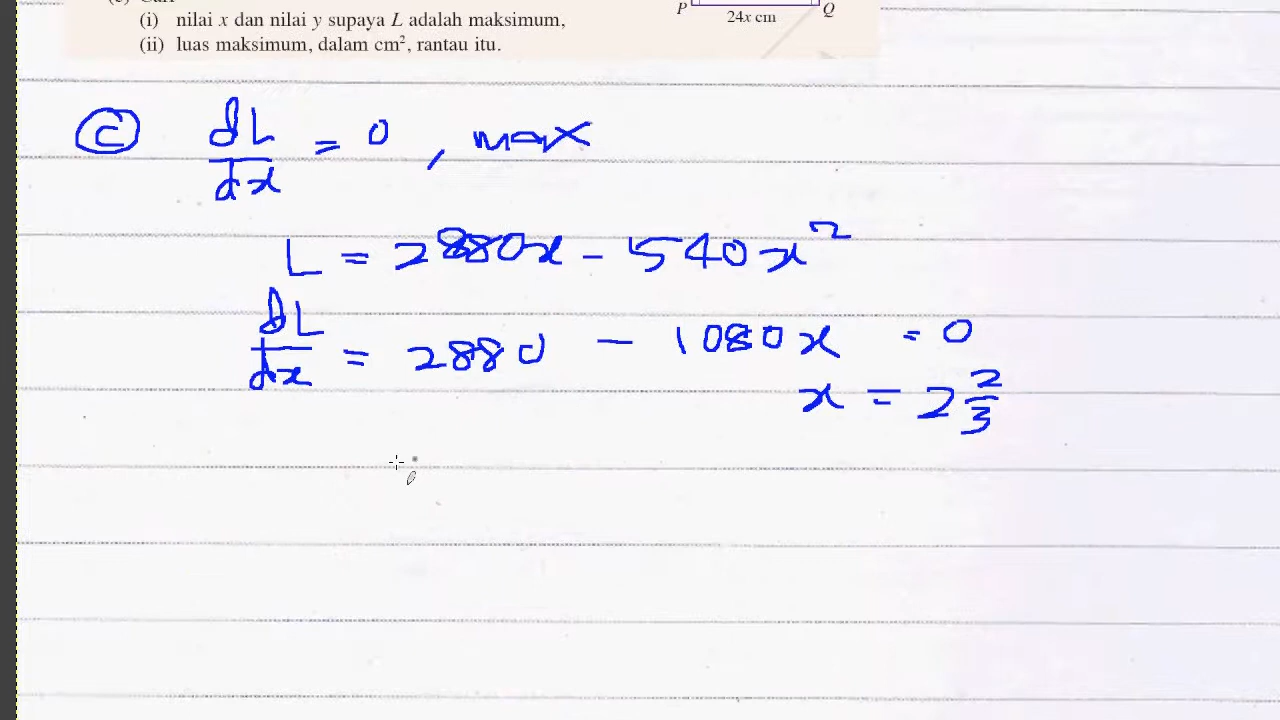 P
Q
24x cm
(i) nilai x dan nilai y supaya L adalah maksimum,
(ii) luas maksimum, dalam cm², rantau itu.
c dL/dx = 0, max
L = 2880x - 540x²
dL/dx = 2880 - 1080x = 0
x = 2 2/3